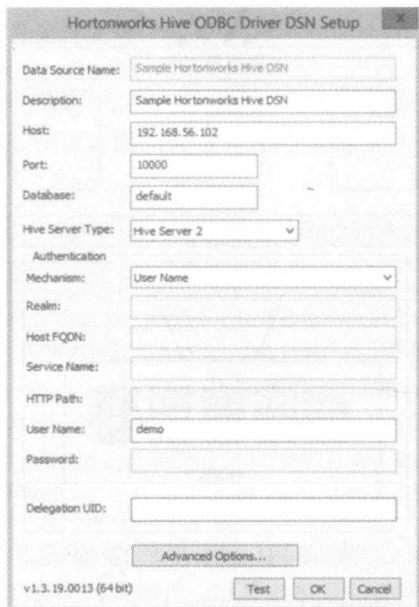 Hortonworks Hive ODBC Driver DSN Setup x
Data Source Name: Sample Hortonworks Hive DSN
Description: Sample Hortonworks Hive DSN
Host: 192.168.56.102
Port: 10000
Database: default
Hive Server Type: Hive Server 2
Authentication
Mechanism: User Name
Realm:
Host FQDN:
Service Name:
HTTP Path:
User Name: demo
Password:
Delegation UID:
Advanced Options...
v1.3.19.0013 (64 bit) Test OK Cancel